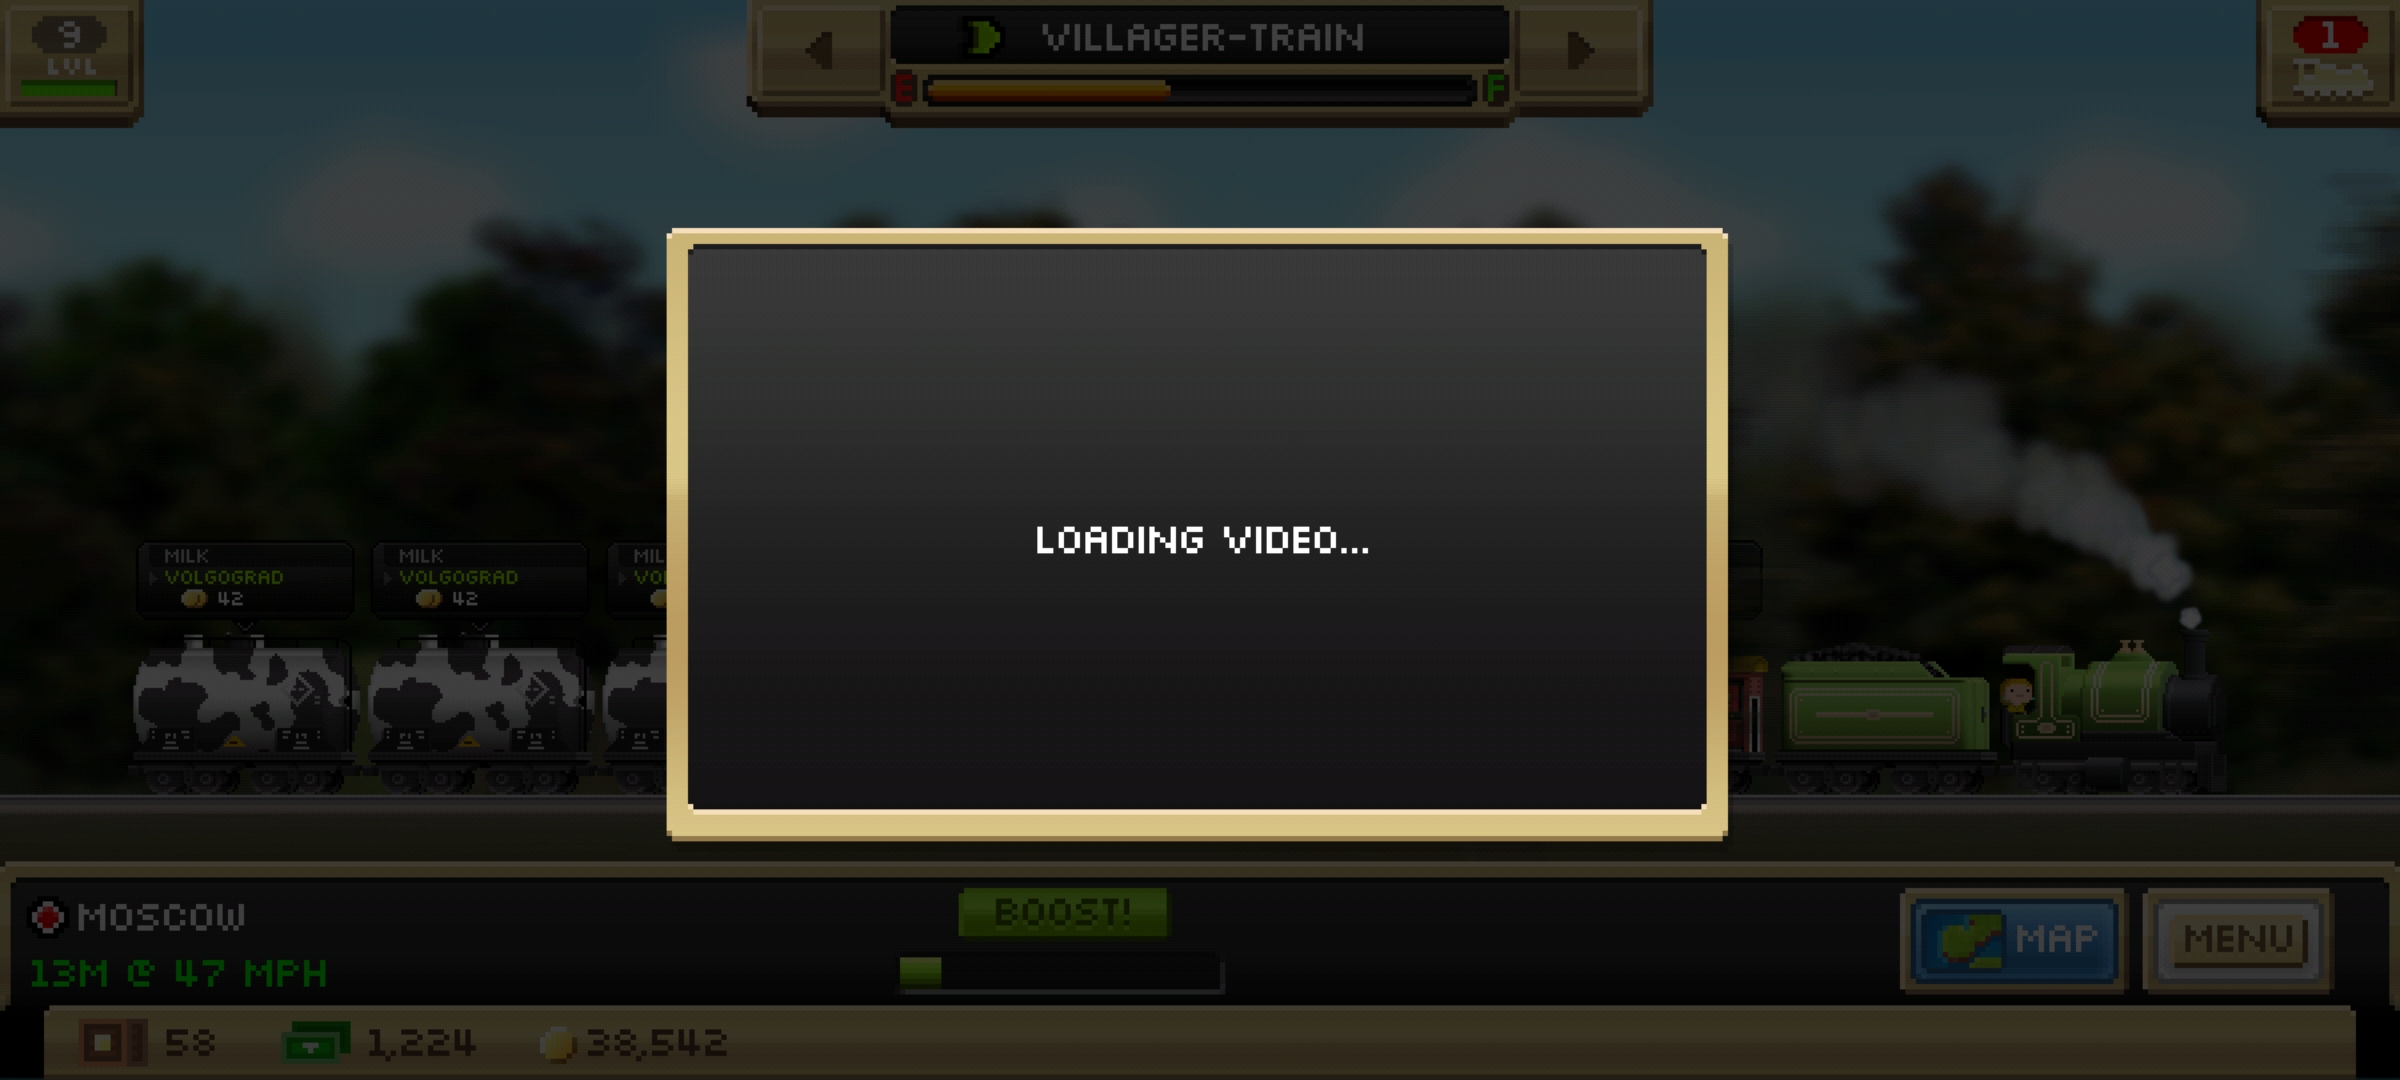 9
LVL
VILLAGER-TRAIN
E F
1
LOADING VIDEO...
MILK
VOLGOGRAD
42
MILK
VOLGOGRAD
42
MOSCOW
13M @ 47 MPH
BOOST!
MAP
MENU
58
1,224
38,542